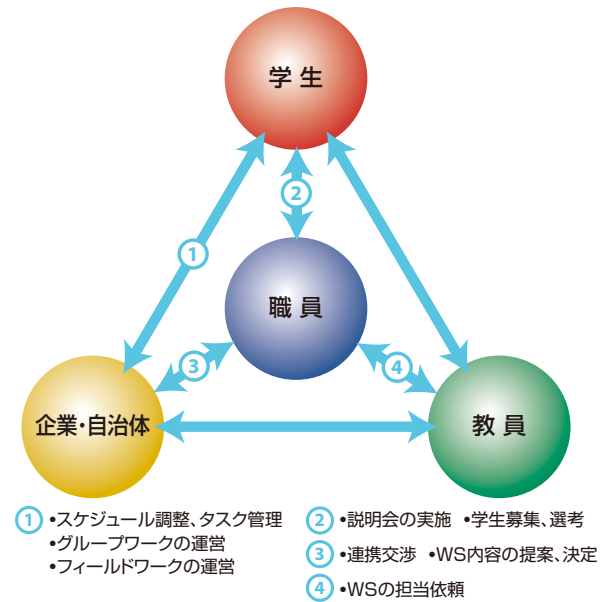 学生
2
1
職員
3
4
企業・自治体
教員
1 •スケジュール調整、タスク管理
•グループワークの運営
•フィールドワークの運営
2 •説明会の実施 •学生募集、選考
3 •連携交渉 •WS内容の提案、決定
4 •WSの担当依頼